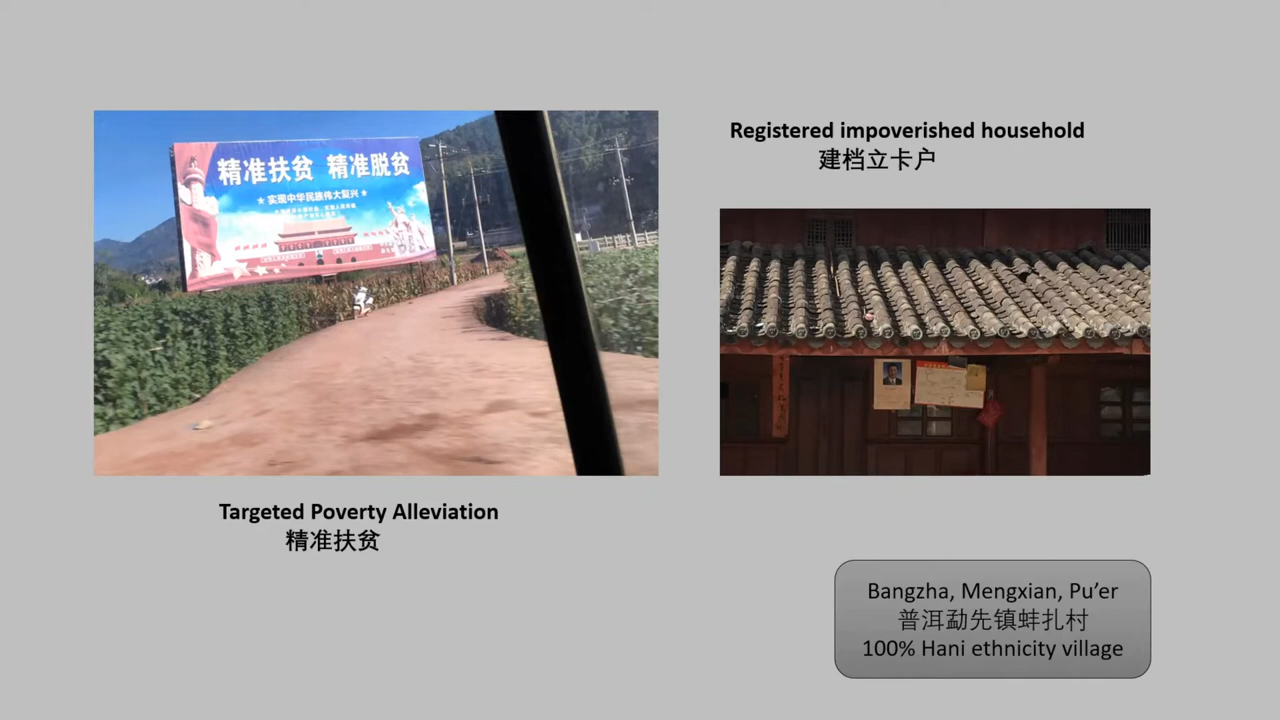 精准扶贫 精准脱贫
★ 实现中华民族伟大复兴 ★
Targeted Poverty Alleviation
精准扶贫
Registered impoverished household
建档立卡户
Bangzha, Mengxian, Pu’er
普洱勐先镇蚌扎村
100% Hani ethnicity village